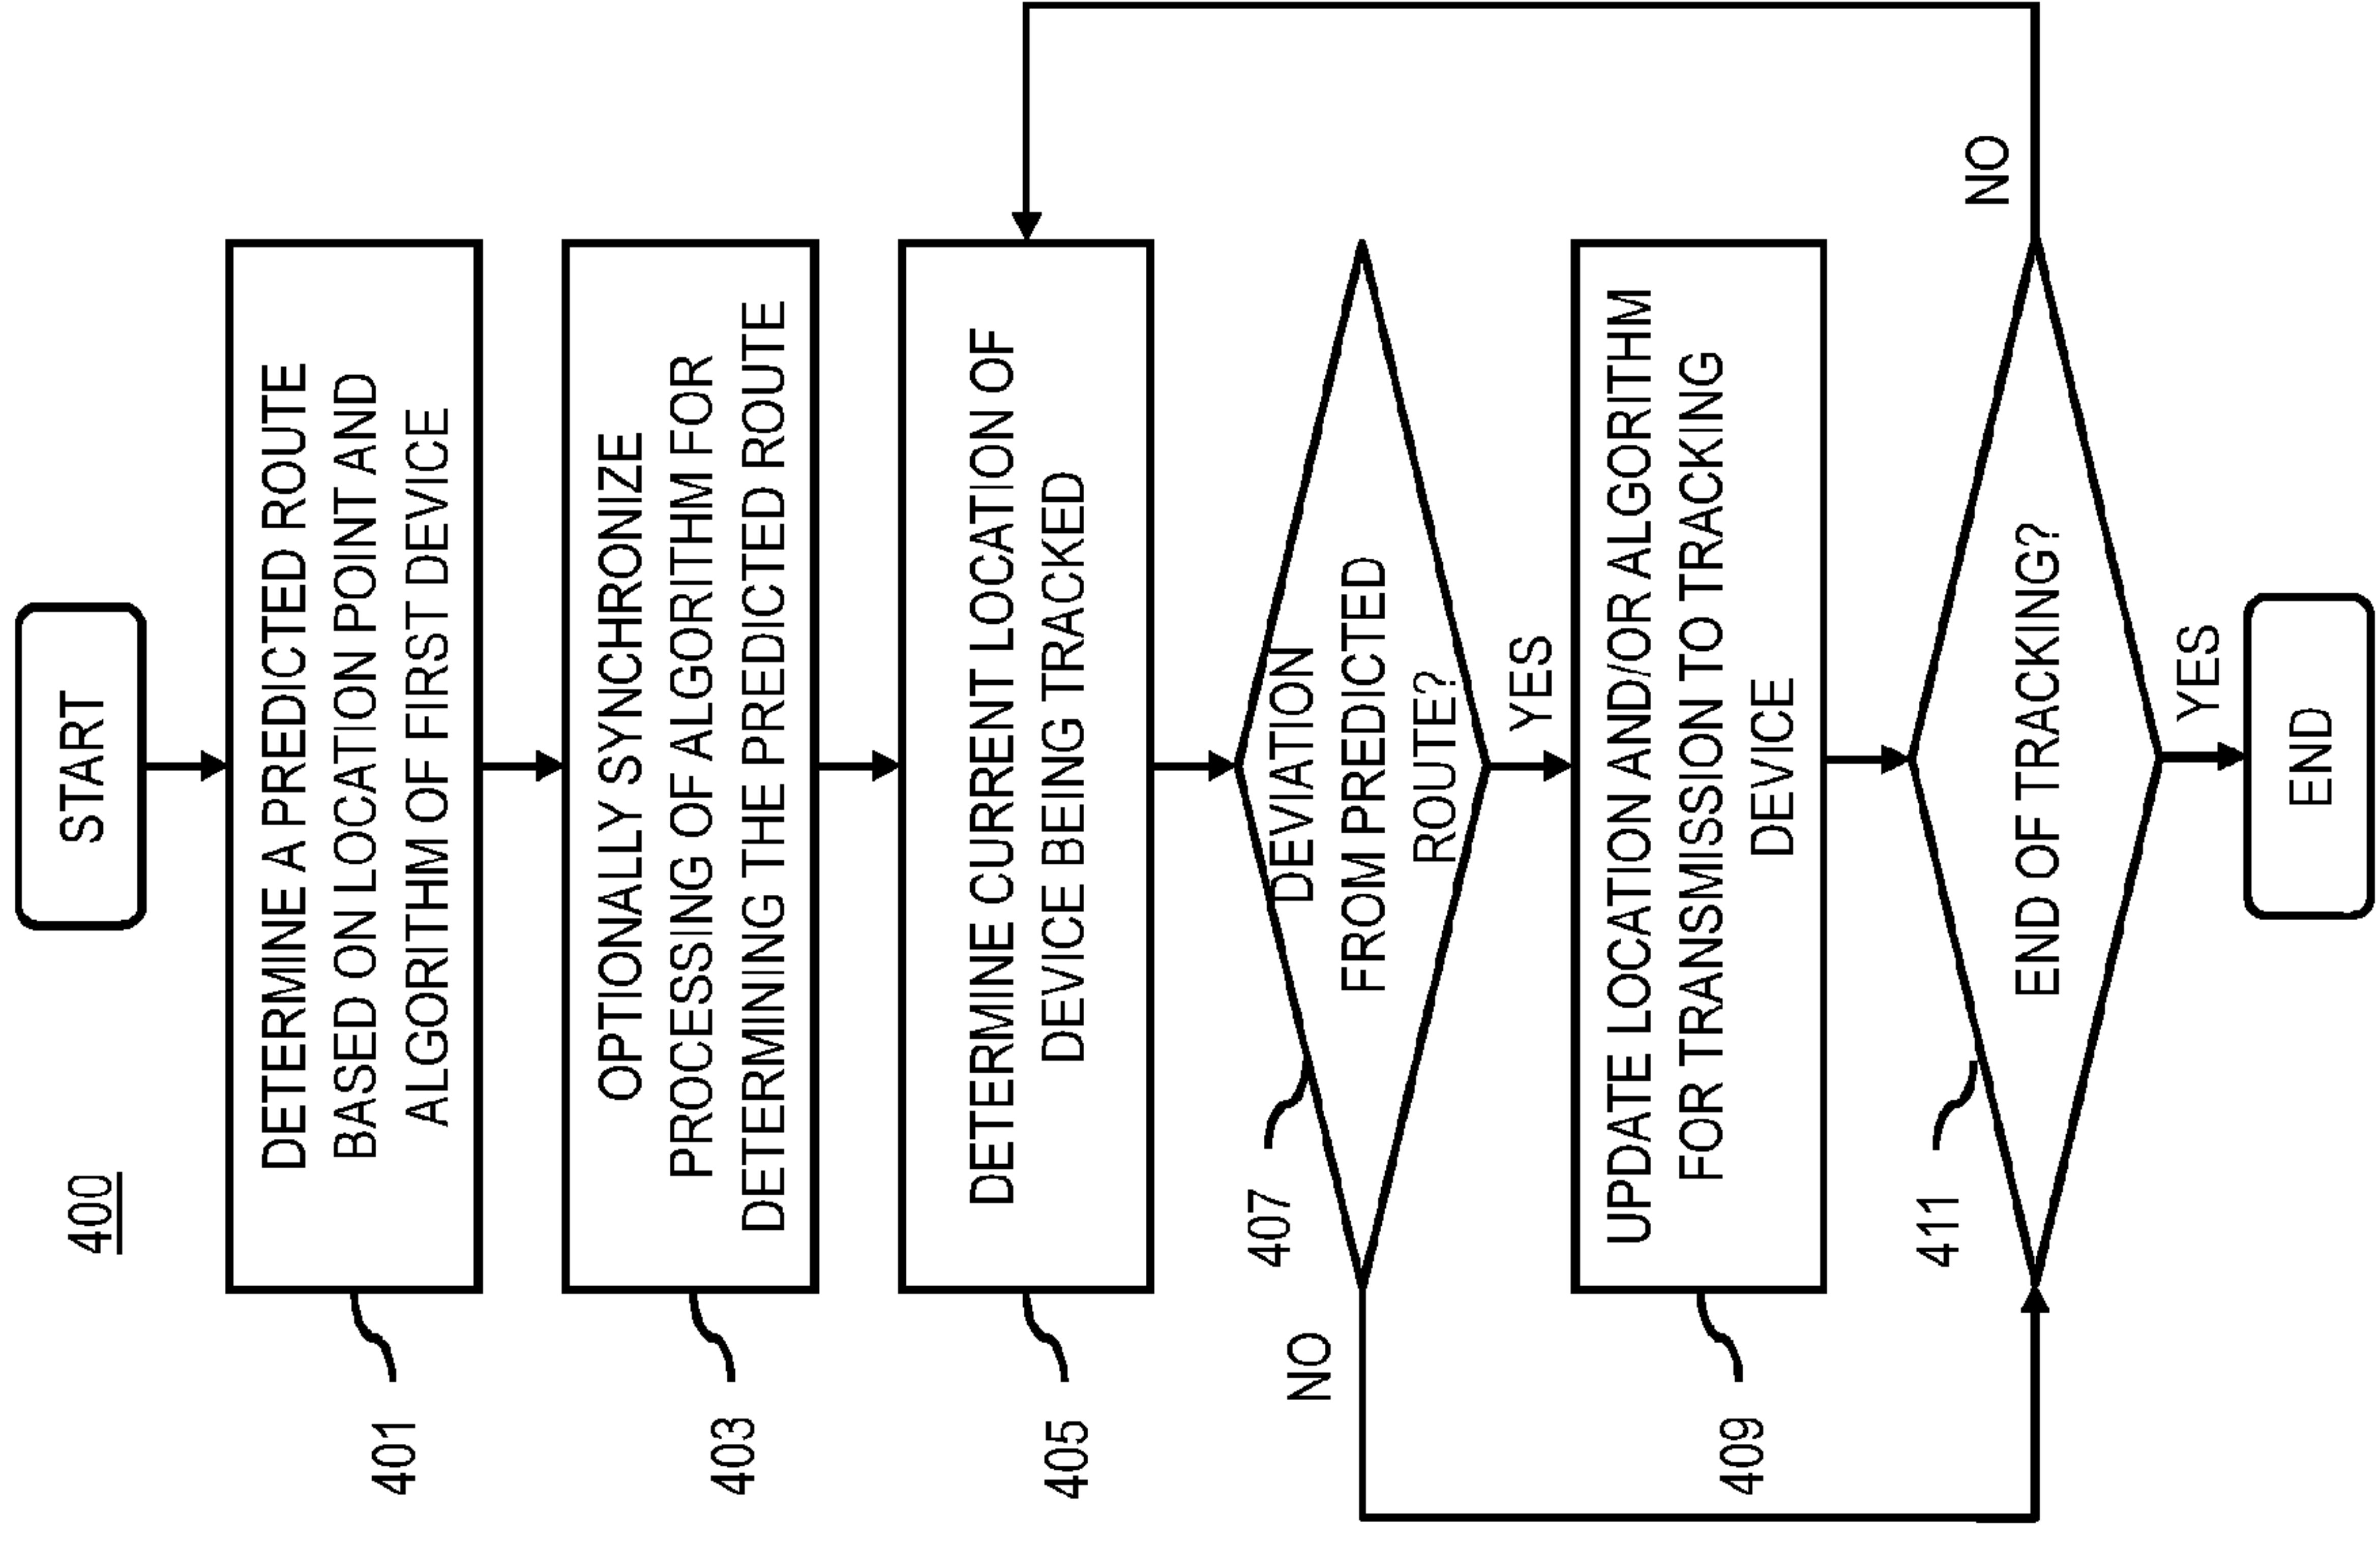 400
START
DETERMINE A PREDICTED ROUTE
BASED ON LOCATION POINT AND
ALGORITHM OF FIRST DEVICE
401
OPTIONALLY SYNCHRONIZE
PROCESSING OF ALGORITHM FOR
DETERMINING THE PREDICTED ROUTE
403
DETERMINE CURRENT LOCATION OF
DEVICE BEING TRACKED
405
407
DEVIATION
FROM PREDICTED
ROUTE?
NO
YES
UPDATE LOCATION AND/OR ALGORITHM
FOR TRANSMISSION TO TRACKING
DEVICE
409
411
END OF TRACKING?
NO
YES
END